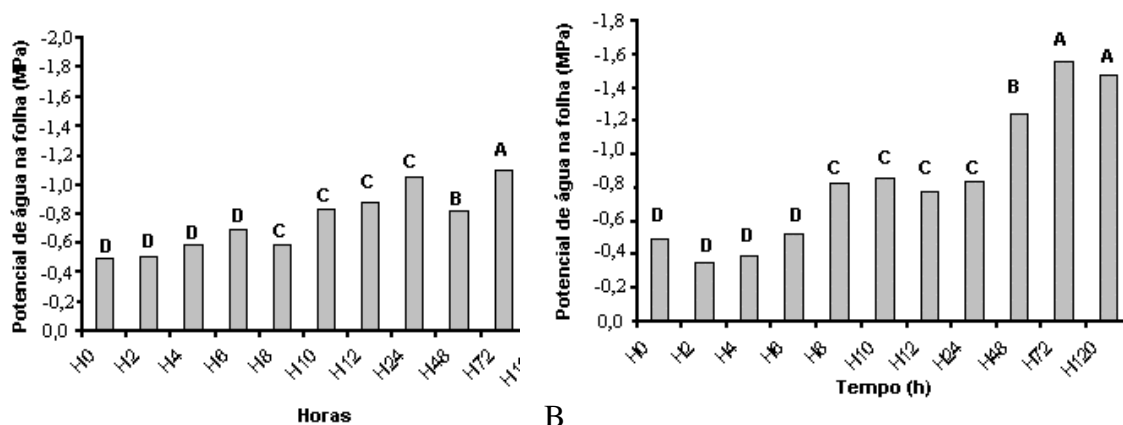 Potencial de água na folha (MPa)
-2,0
-1,8
-1,6
-1,4
-1,2
-1,0
-0,8
-0,6
-0,4
-0,2
0,0
D
D
D
D
C
C
C
C
B
A
H0
H2
H4
H6
H8
H10
H12
H24
H48
H72
Horas
B
Potencial de água na folha (MPa)
-1,8
-1,6
-1,4
-1,2
-1,0
-0,8
-0,6
-0,4
-0,2
0,0
D
D
D
D
C
C
C
C
B
A
A
H0
H2
H4
H6
H8
H10
H12
H24
H48
H72
H120
Tempo (h)